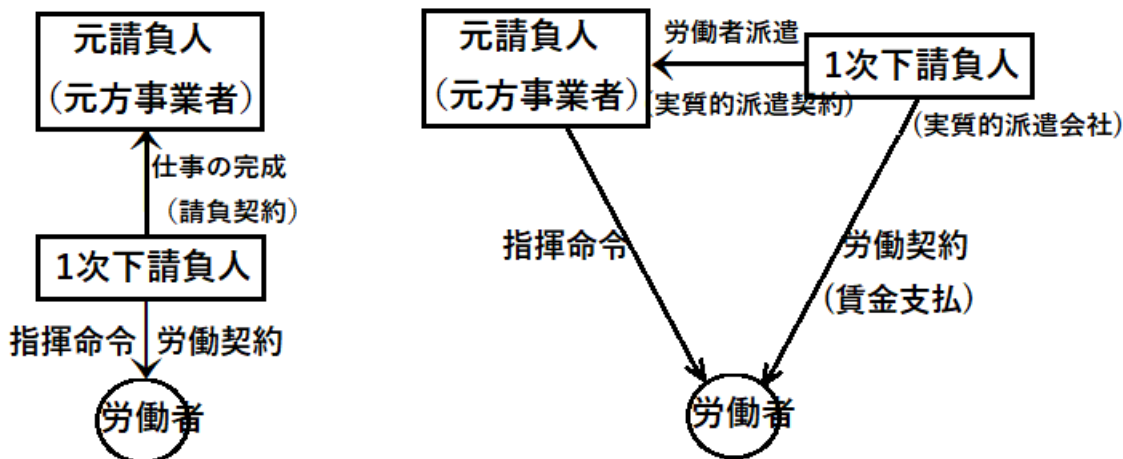 元請負人
（元方事業者）
仕事の完成
（請負契約）
1次下請負人
指揮命令
労働契約
労働者
元請負人
（元方事業者）
労働者派遣
(実質的派遣契約)
1次下請負人
(実質的派遣会社)
指揮命令
労働契約
(賃金支払)
労働者